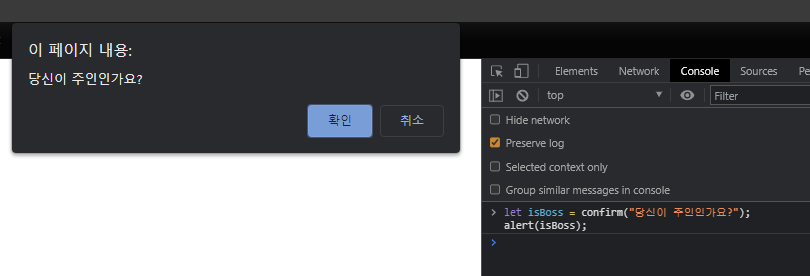 이 페이지 내용:
당신이 주인인가요?
확인 취소
Elements Network Console Sources Pe
top Filter
Hide network
Preserve log
Selected context only
Group similar messages in console
> let isBoss = confirm("당신이 주인인가요?");
alert(isBoss);
>